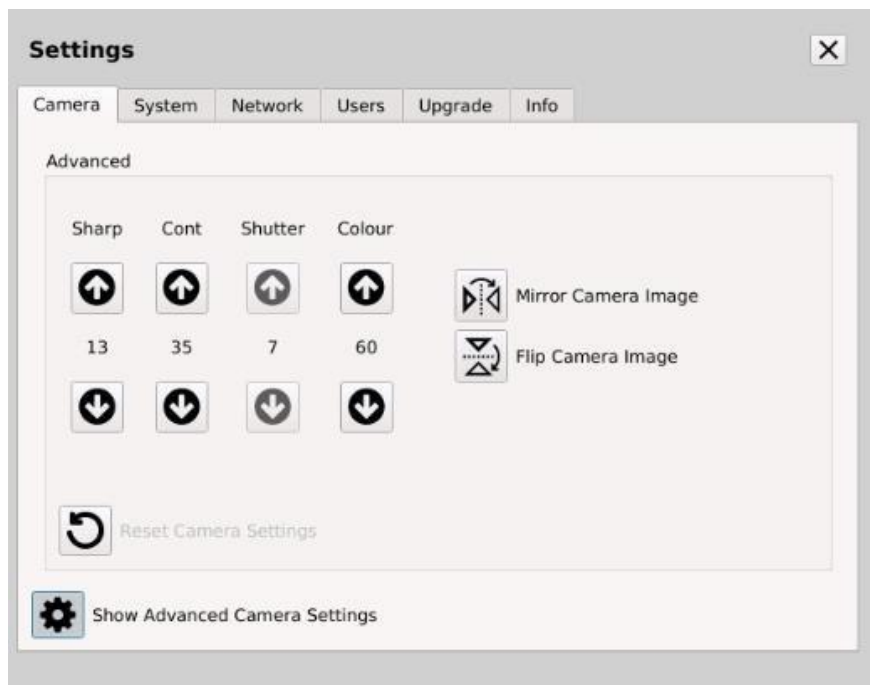 Settings
Camera System Network Users Upgrade Info
Advanced
Sharp Cont Shutter Colour
Mirror Camera Image
13 35 7 60
Flip Camera Image
Reset Camera Settings
Show Advanced Camera Settings